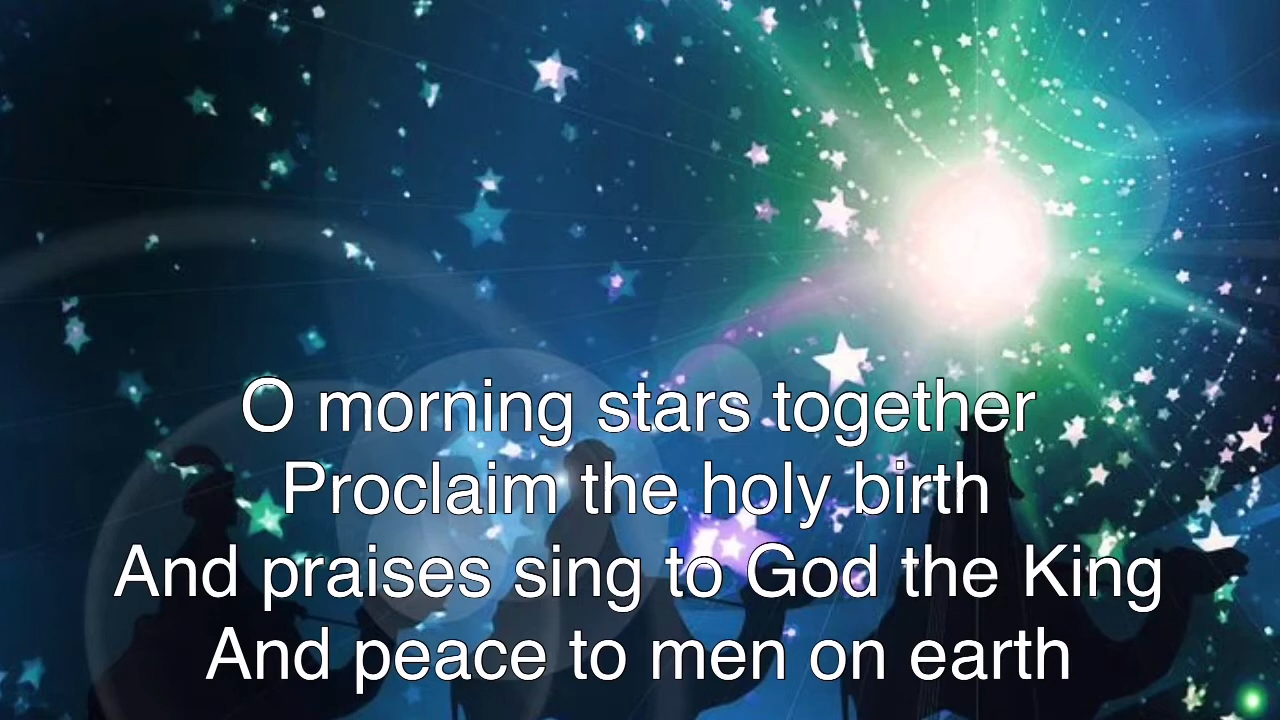 O morning stars together
Proclaim the holy birth
And praises sing to God the King
And peace to men on earth